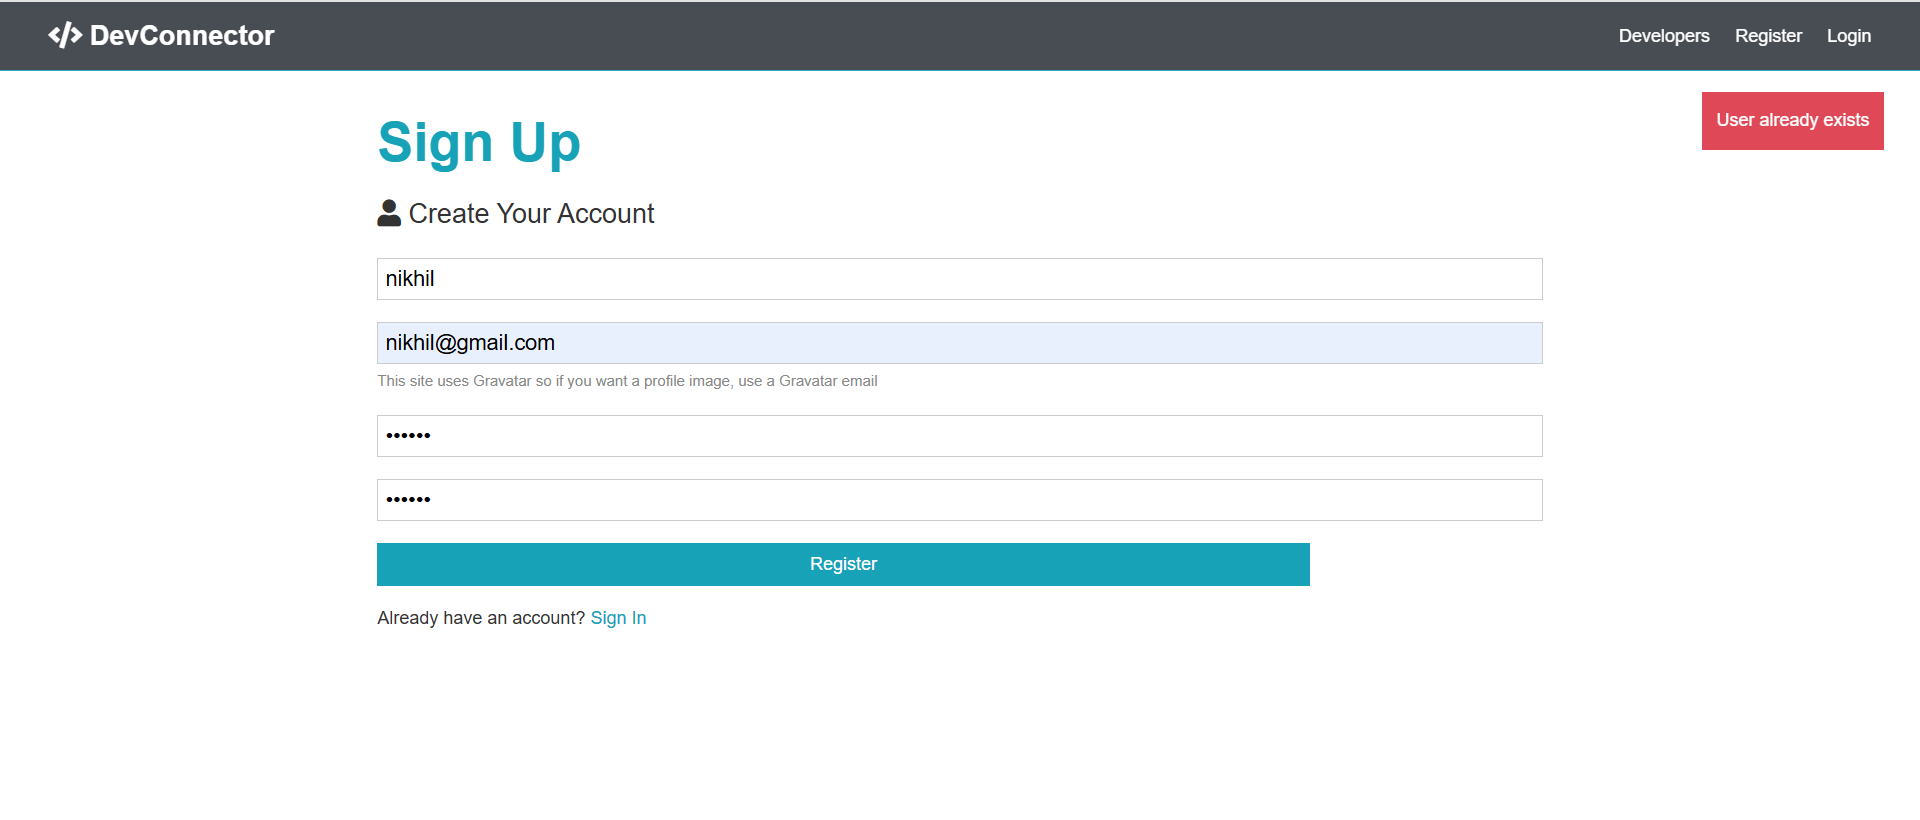 DevConnector
Developers Register Login
User already exists
Sign Up
Create Your Account
nikhil
nikhil@gmail.com
This site uses Gravatar so if you want a profile image, use a Gravatar email
••••••
••••••
Register
Already have an account? Sign In